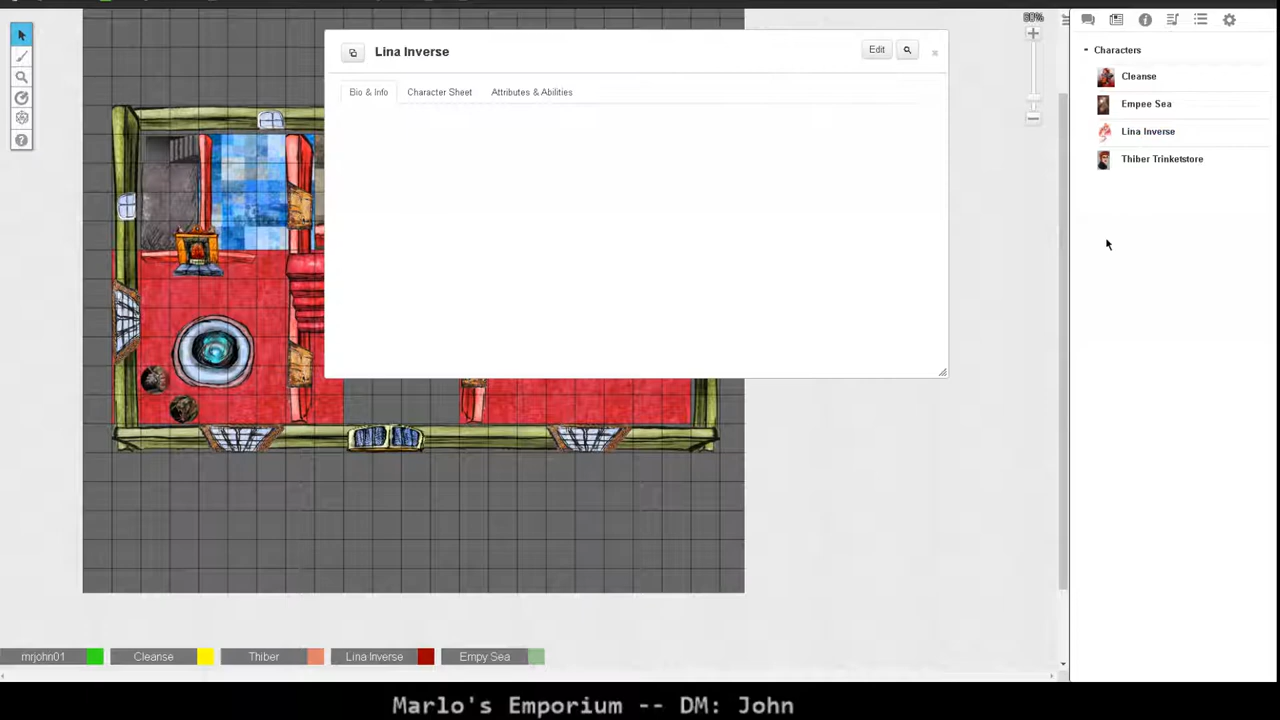 80%
Lina Inverse
Edit
Bio & Info
Character Sheet
Attributes & Abilities
Characters
Cleanse
Empee Sea
Lina Inverse
Thiber Trinketstore
mrjohn01
Cleanse
Thiber
Lina Inverse
Empy Sea
Marlo's Emporium -- DM: John